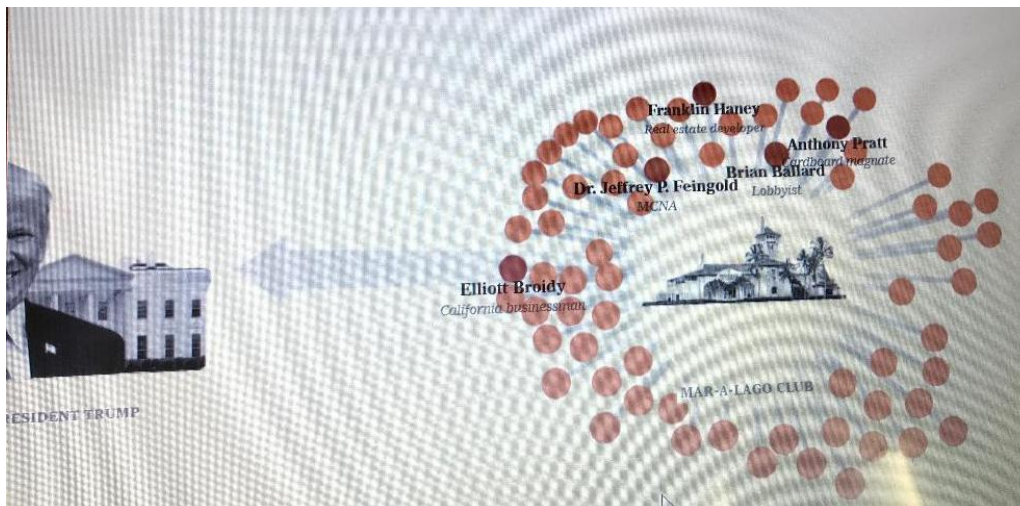 Franklin Haney
Real estate developer
Anthony Pratt
Cardboard magnate
Brian Ballard
Lobbyist
Dr. Jeffrey P. Feingold
MCNA
Elliott Broidy
California businessman
MAR-A-LAGO CLUB
RESIDENT TRUMP